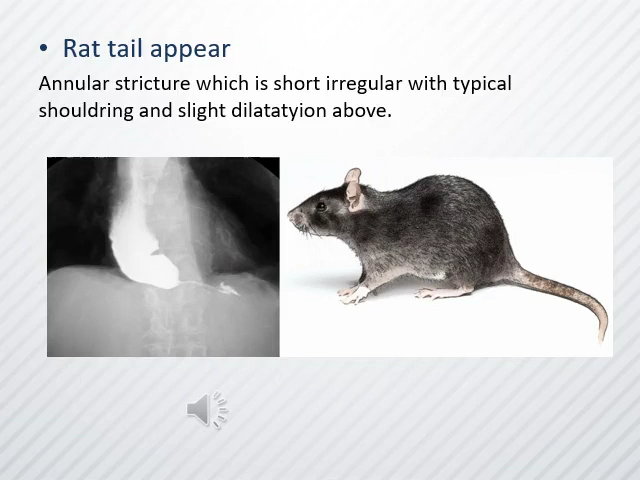 • Rat tail appear
Annular stricture which is short irregular with typical
shouldring and slight dilatatyion above.